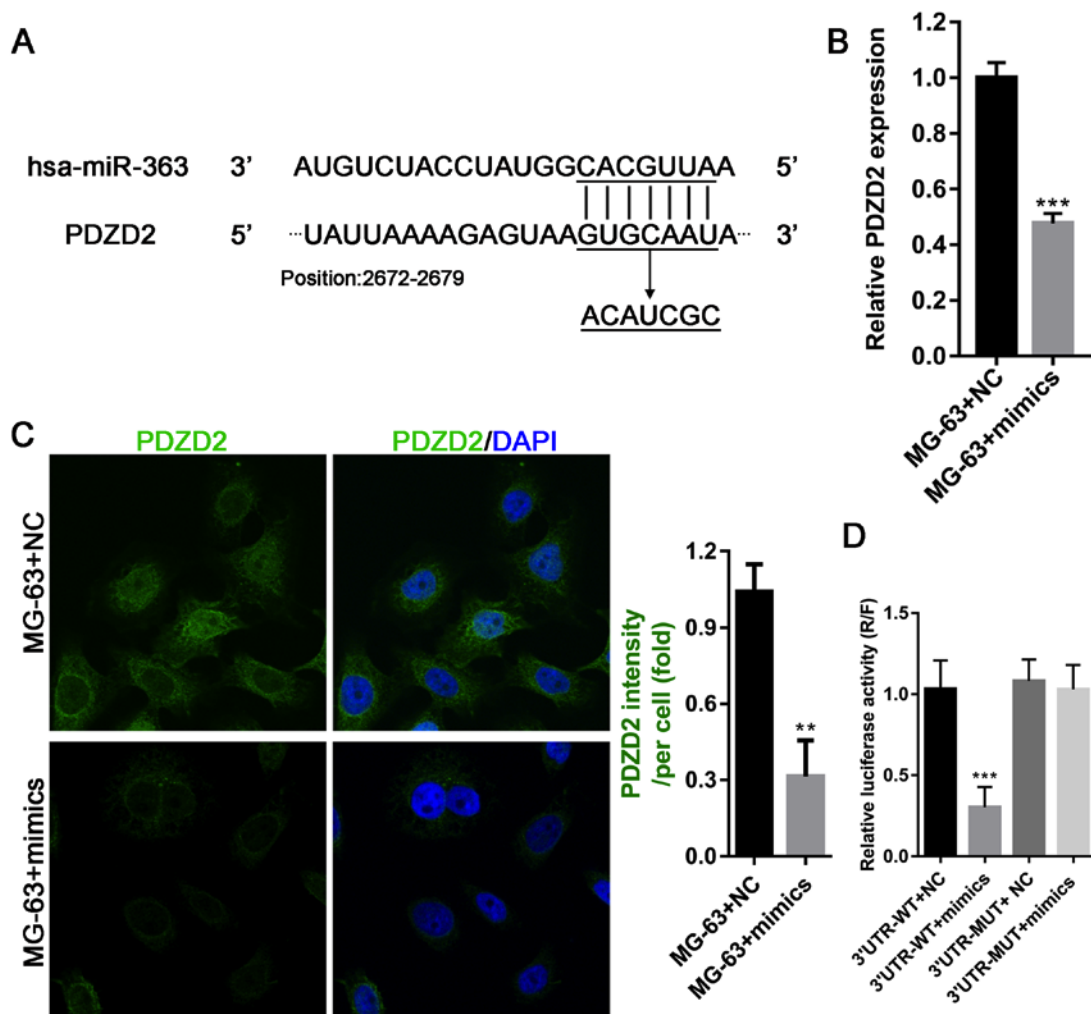 A
hsa-miR-363 3’ AUGUCUACCUAUGGCACGUUAA 5’
PDZD2 5’ ···UAUUAAAAGAGUAAGUGCAAUA··· 3’
Position:2672-2679
ACAUCGC
B
Relative PDZD2 expression
1.2
1.0
0.8
0.6
0.4
0.2
0.0
***
MG-63+NC
MG-63+mimics
C
PDZD2
PDZD2/DAPI
MG-63+NC
MG-63+mimics
PDZD2 intensity
/per cell (fold)
1.2
0.9
0.6
0.3
0.0
**
MG-63+NC
MG-63+mimics
D
Relative luciferase activity (R/F)
1.5
1.0
0.5
0.0
***
3'UTR-WT+NC
3'UTR-WT+mimics
3'UTR-MUT+ NC
3'UTR-MUT+mimics